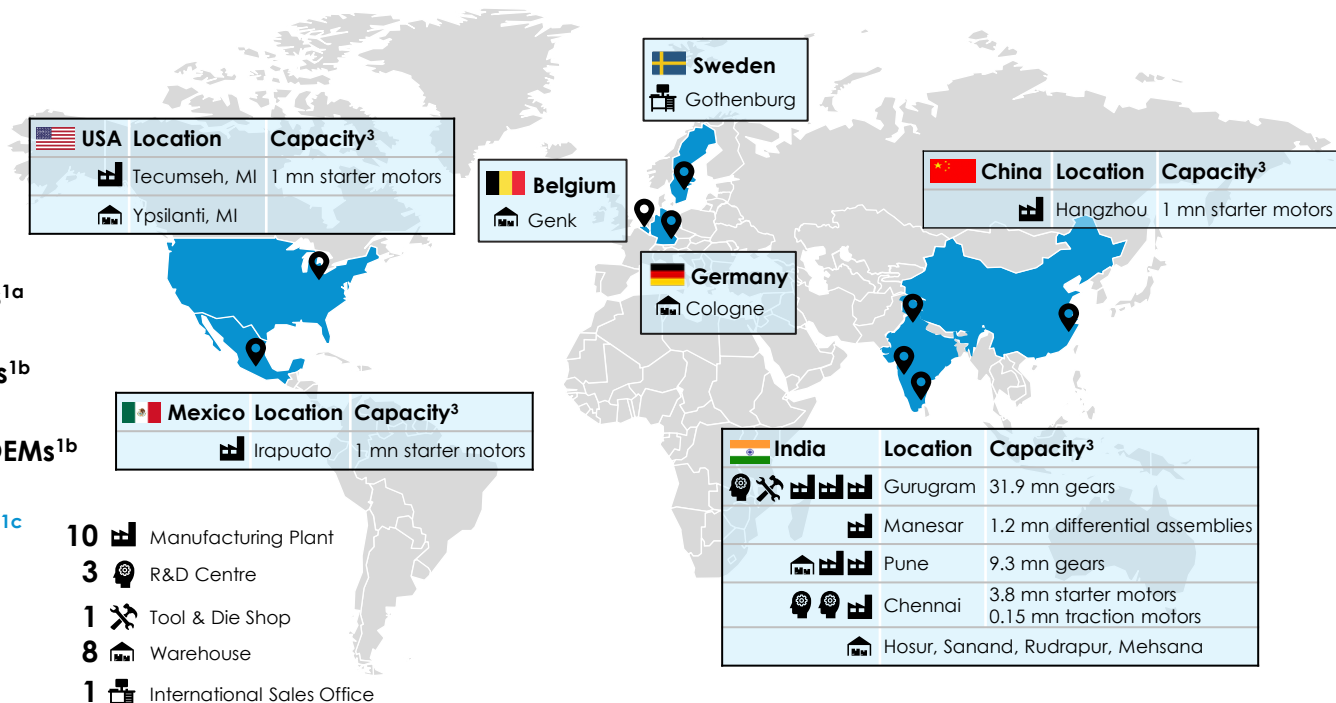 Sweden
Gothenburg
USA Location Capacity³
Tecumseh, MI 1 mn starter motors
Ypsilanti, MI
Belgium
Genk
China Location Capacity³
Hangzhou 1 mn starter motors
Germany
Cologne
1a
s1b
Mexico Location Capacity³
Irapuato 1 mn starter motors
OEMs1b
1c
India Location Capacity³
Gurugram 31.9 mn gears
Manesar 1.2 mn differential assemblies
Pune 9.3 mn gears
Chennai 3.8 mn starter motors
0.15 mn traction motors
Hosur, Sanand, Rudrapur, Mehsana
10 Manufacturing Plant
3 R&D Centre
1 Tool & Die Shop
8 Warehouse
1 International Sales Office